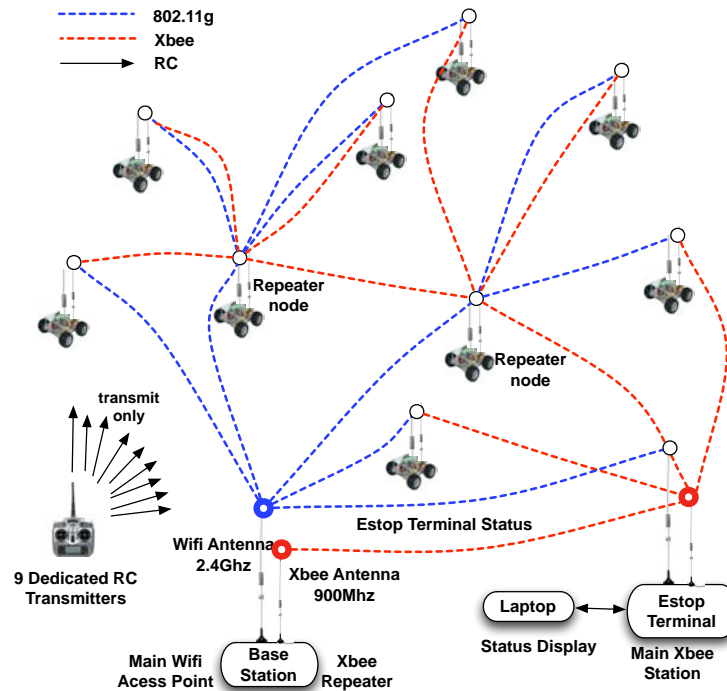 802.11g
Xbee
RC
Repeater
node
Repeater
node
transmit
only
9 Dedicated RC
Transmitters
Wifi Antenna
2.4Ghz
Estop Terminal Status
Xbee Antenna
900Mhz
Laptop
Status Display
Estop
Terminal
Main Xbee
Station
Main Wifi
Acess Point
Base
Station
Xbee
Repeater